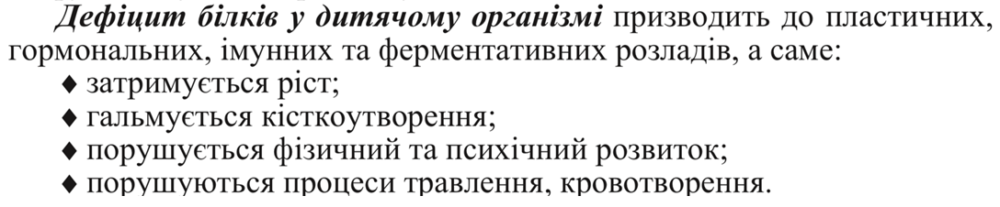 Дефіцит білків у дитячому організмі призводить до пластичних,
гормональних, імунних та ферментативних розладів, а саме:
♦ затримується ріст;
♦ гальмується кісткоутворення;
♦ порушується фізичний та психічний розвиток;
♦ порушуються процеси травлення, кровотворення.